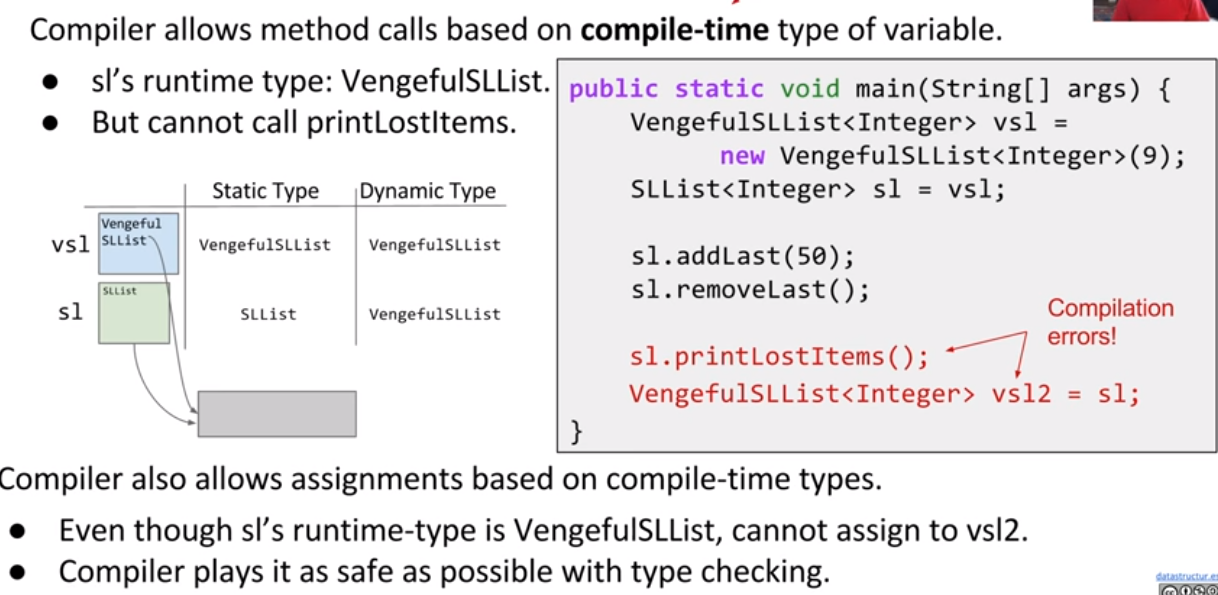 Compiler allows method calls based on compile-time type of variable.
● sl's runtime type: VengefulSLList.
● But cannot call printLostItems.
Static Type Dynamic Type
vsl Vengeful
SLList VengefulSLList VengefulSLList
sl SLList SLList VengefulSLList
public static void main(String[] args) {
VengefulSLList<Integer> vsl =
new VengefulSLList<Integer>(9);
SLList<Integer> sl = vsl;
sl.addLast(50);
sl.removeLast();
Compilation
errors!
sl.printLostItems();
VengefulSLList<Integer> vsl2 = sl;
}
Compiler also allows assignments based on compile-time types.
● Even though sl's runtime-type is VengefulSLList, cannot assign to vsl2.
● Compiler plays it as safe as possible with type checking.
datastructur.es